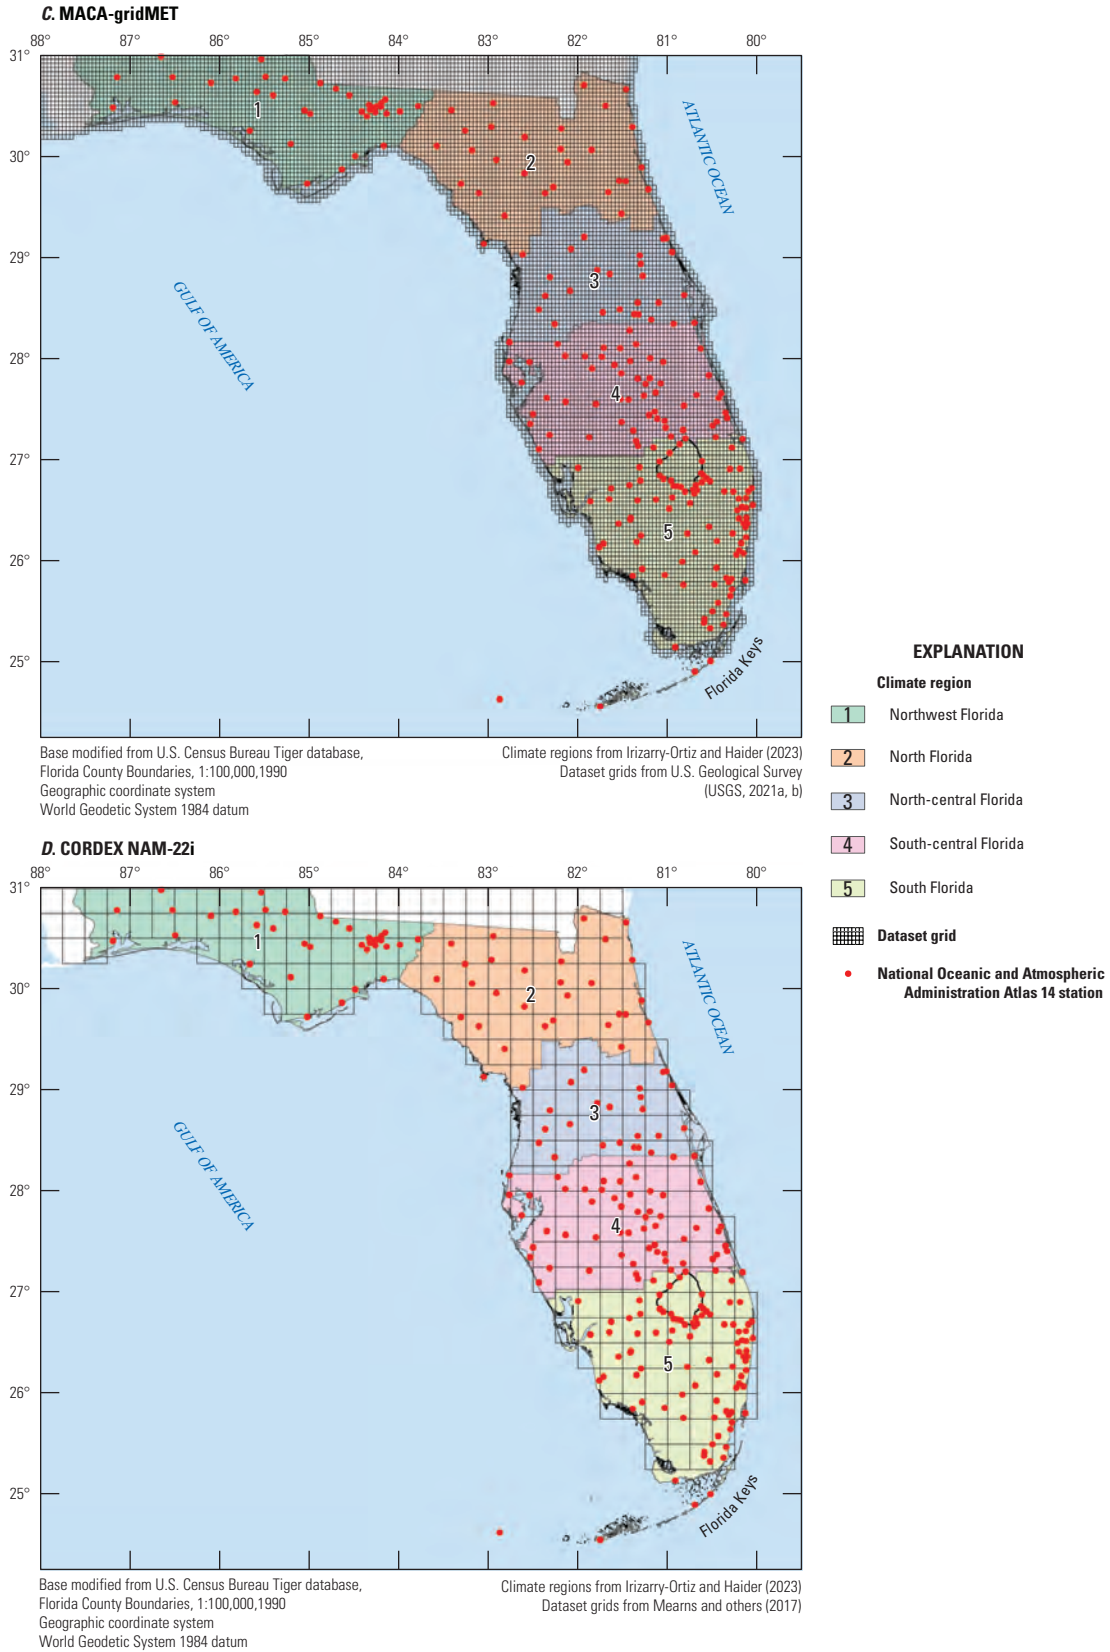 C. MACA-gridMET
88° 87° 86° 85° 84° 83° 82° 81° 80°
31°
30°
29°
28°
27°
26°
25°
1
2
3
4
5
ATLANTIC OCEAN
GULF OF AMERICA
Florida Keys
Base modified from U.S. Census Bureau Tiger database,
Florida County Boundaries, 1:100,000,1990
Geographic coordinate system
World Geodetic System 1984 datum
Climate regions from Irizarry-Ortiz and Haider (2023)
Dataset grids from U.S. Geological Survey
(USGS, 2021a, b)
EXPLANATION
Climate region
1 Northwest Florida
2 North Florida
3 North-central Florida
4 South-central Florida
5 South Florida
Dataset grid
National Oceanic and Atmospheric
Administration Atlas 14 station
D. CORDEX NAM-22i
88° 87° 86° 85° 84° 83° 82° 81° 80°
31°
30°
29°
28°
27°
26°
25°
1
2
3
4
5
ATLANTIC OCEAN
GULF OF AMERICA
Florida Keys
Base modified from U.S. Census Bureau Tiger database,
Florida County Boundaries, 1:100,000,1990
Geographic coordinate system
World Geodetic System 1984 datum
Climate regions from Irizarry-Ortiz and Haider (2023)
Dataset grids from Mearns and others (2017)